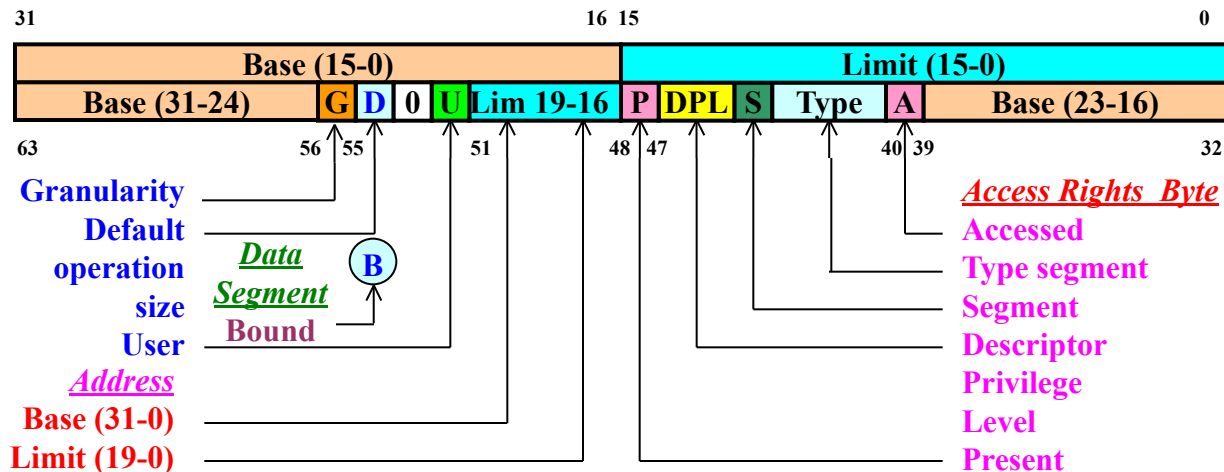 31 16 15 0
Base (15-0) Limit (15-0)
Base (31-24) G D 0 U Lim 19-16 P DPL S Type A Base (23-16)
63 56 55 51 48 47 40 39 32
Granularity
Default
operation
size
User
Data
Segment
Bound
B
Address
Base (31-0)
Limit (19-0)
Access Rights Byte
Accessed
Type segment
Segment
Descriptor
Privilege
Level
Present